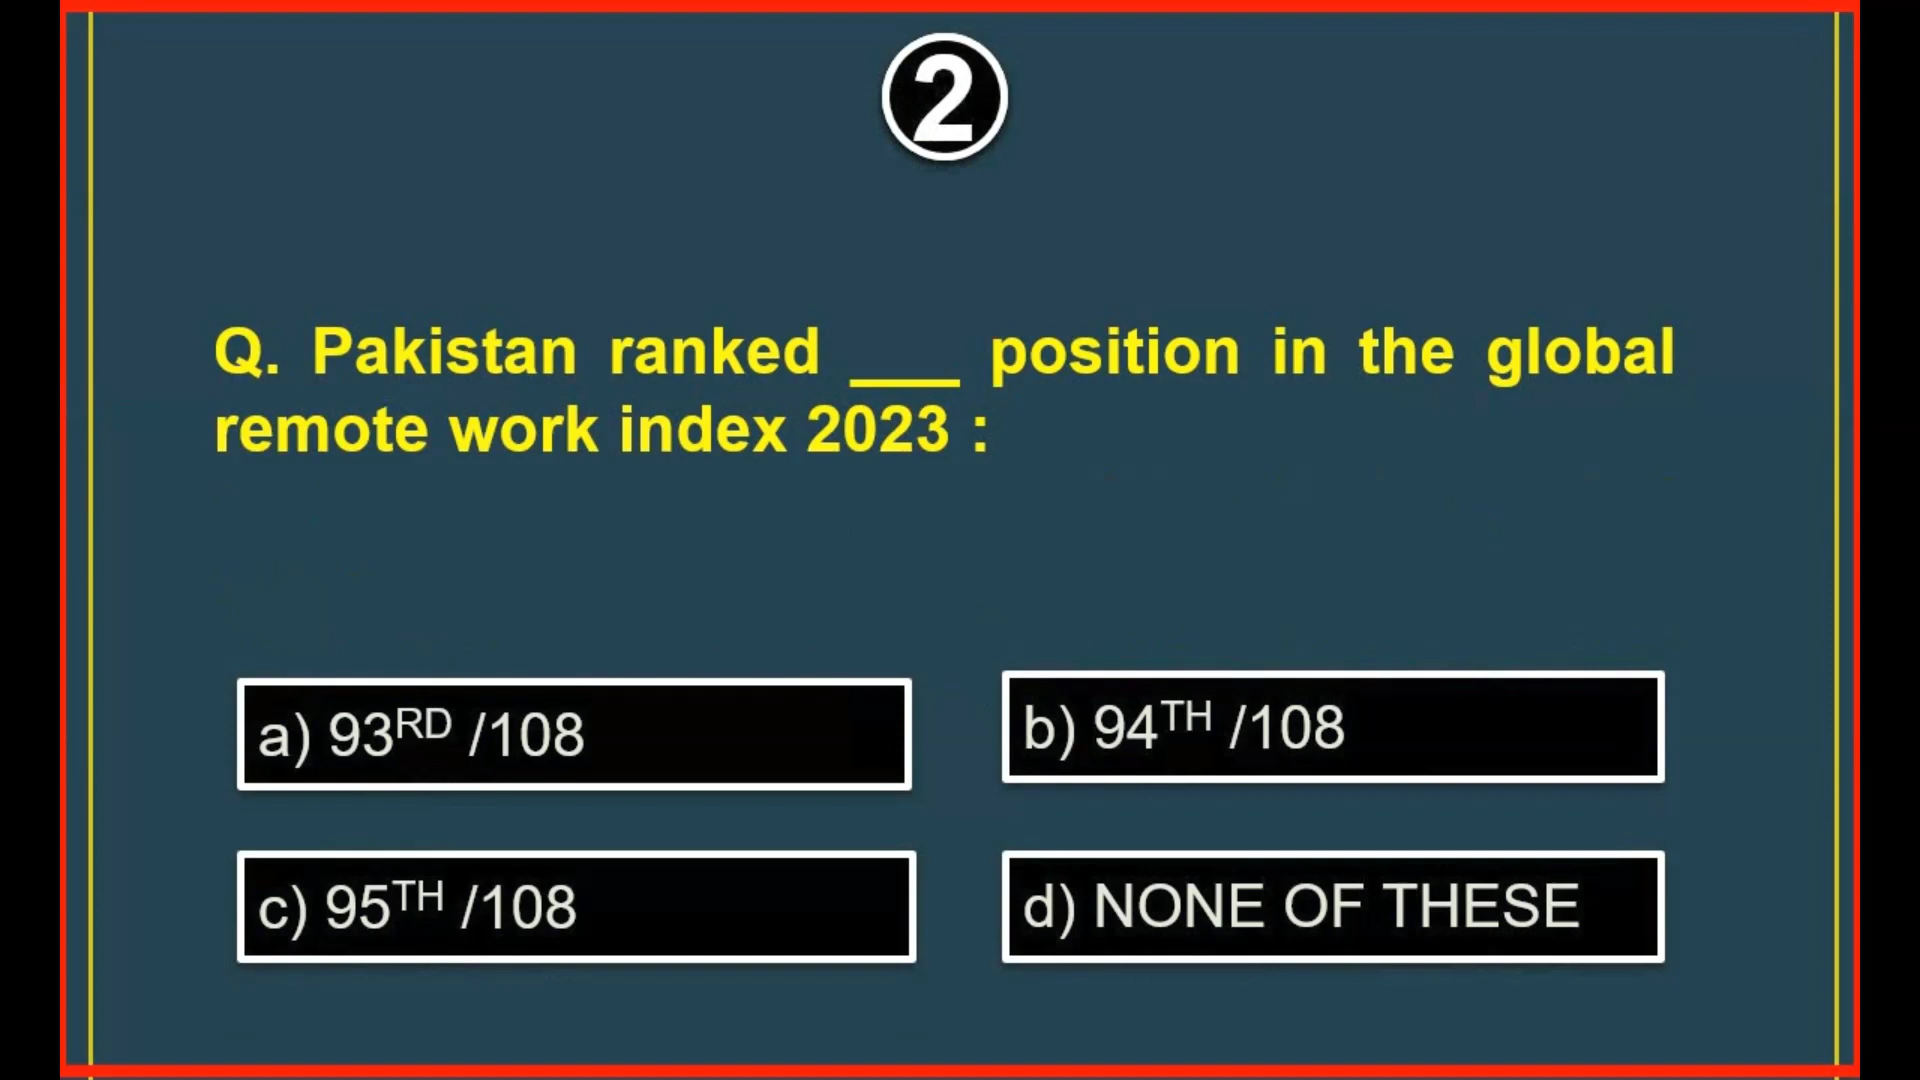 2
Q. Pakistan ranked ___ position in the global
remote work index 2023 :
a) 93RD /108
b) 94TH /108
c) 95TH /108
d) NONE OF THESE